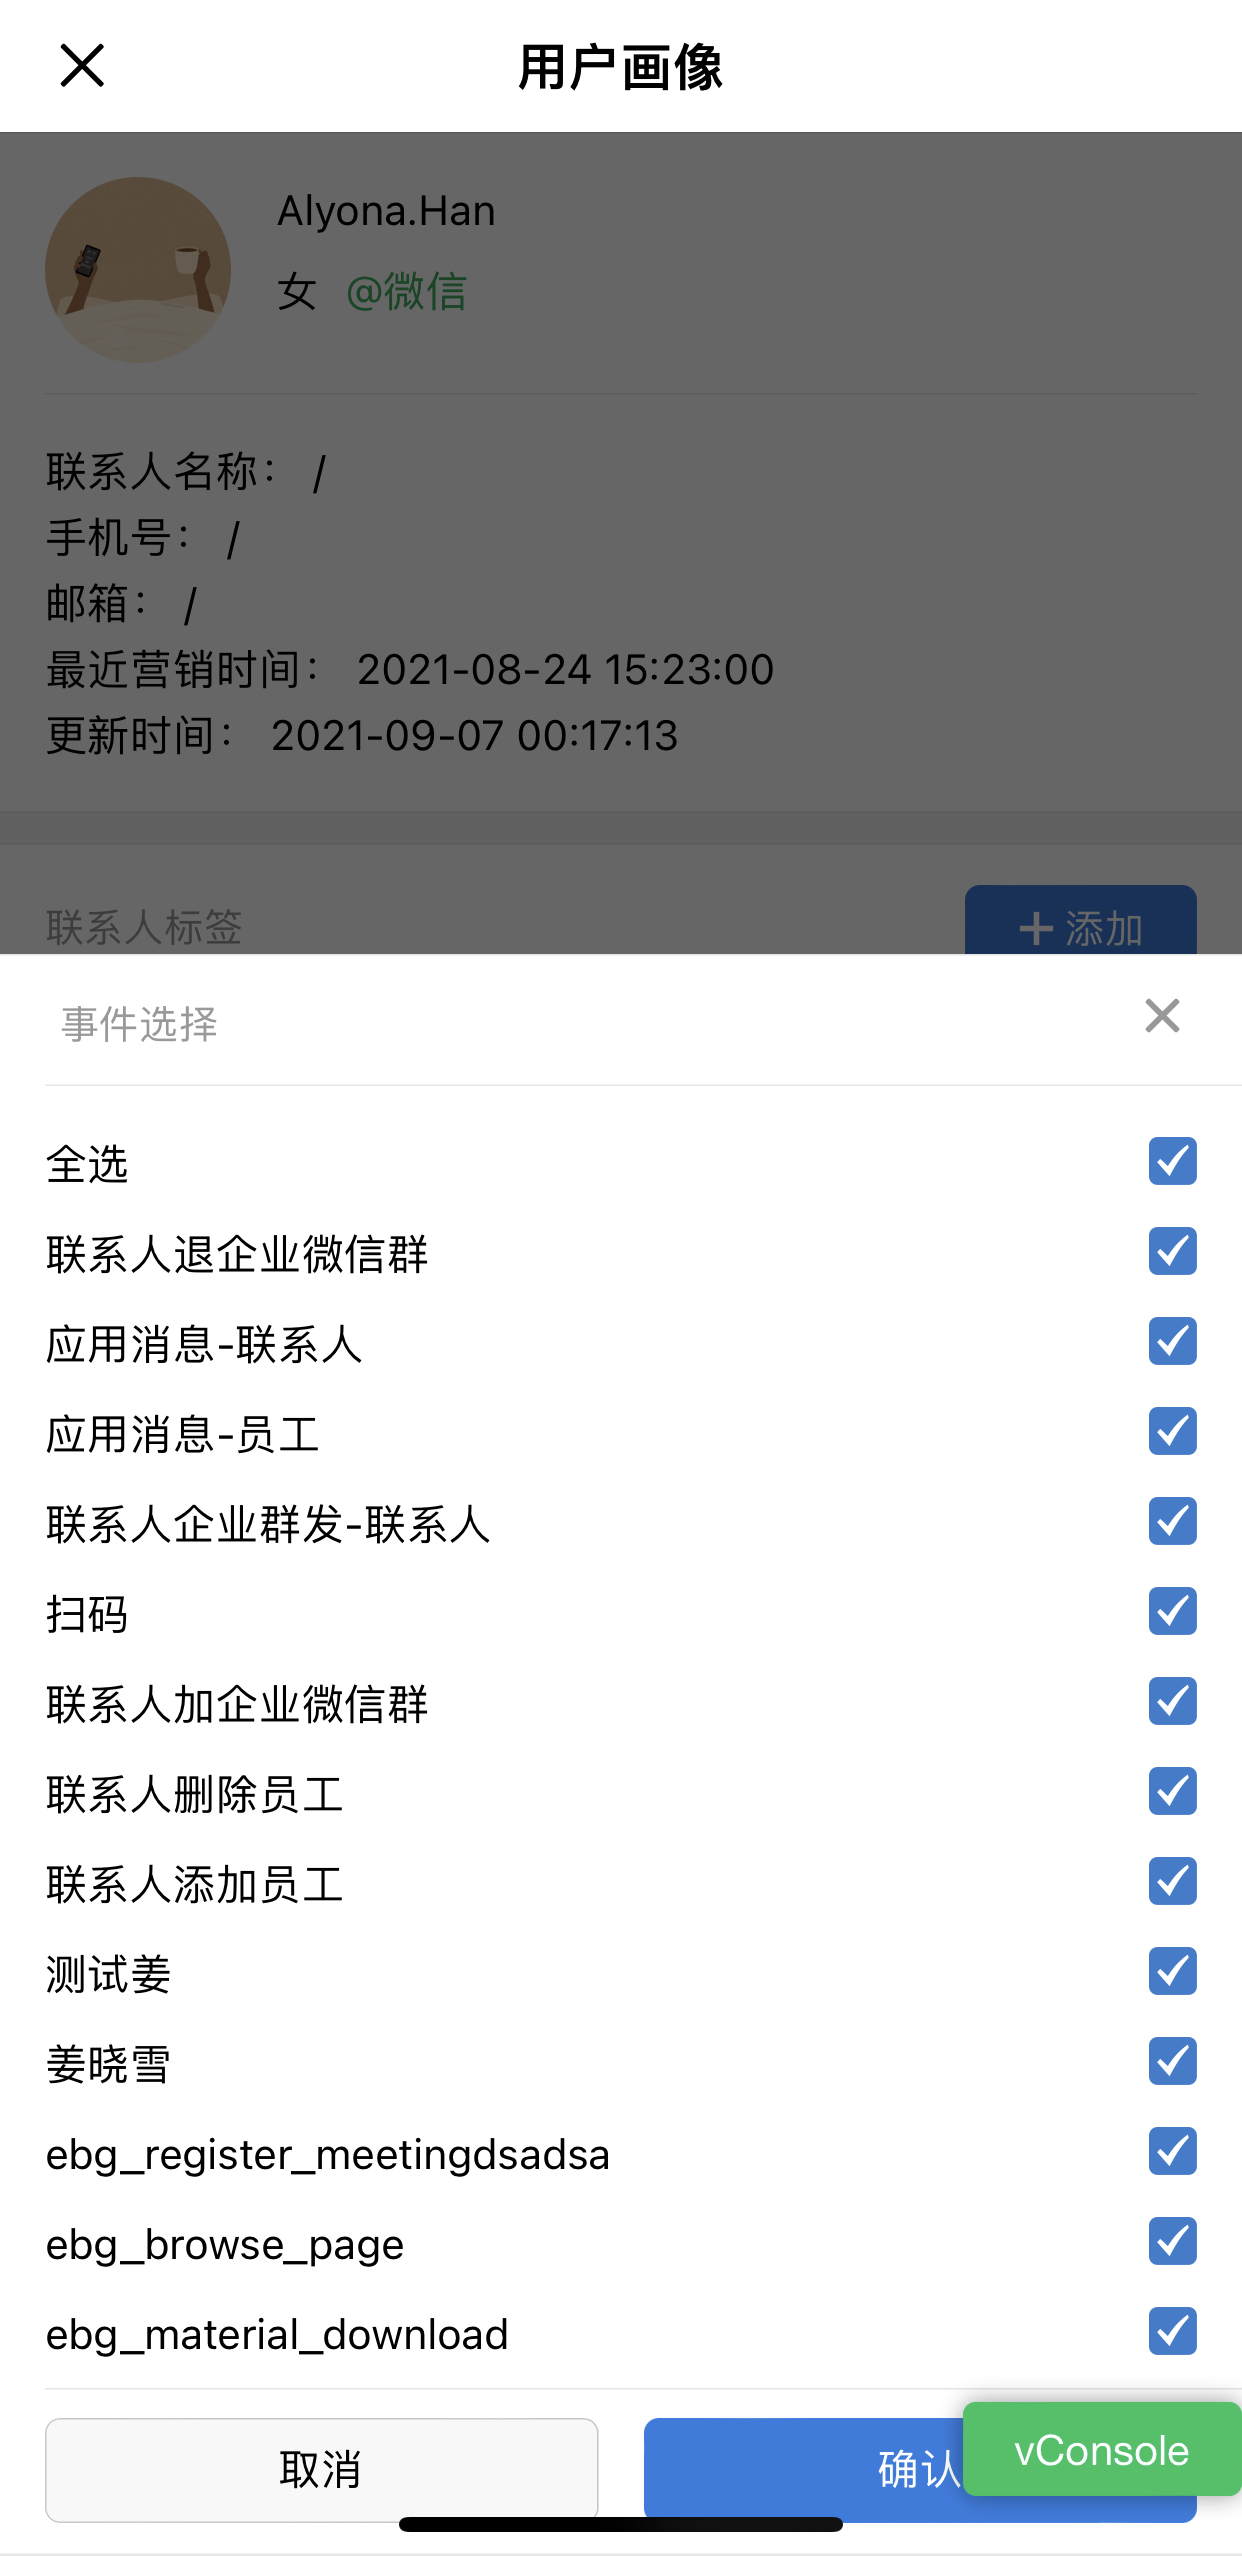 用户画像
Alyona.Han
女 @微信
联系人名称： /
手机号： /
邮箱： /
最近营销时间： 2021-08-24 15:23:00
更新时间： 2021-09-07 00:17:13
联系人标签
添加
事件选择
全选
联系人退企业微信群
应用消息-联系人
应用消息-员工
联系人企业群发-联系人
扫码
联系人加企业微信群
联系人删除员工
联系人添加员工
测试姜
姜晓雪
ebg_register_meetingdsadsa
ebg_browse_page
ebg_material_download
取消
确认
vConsole